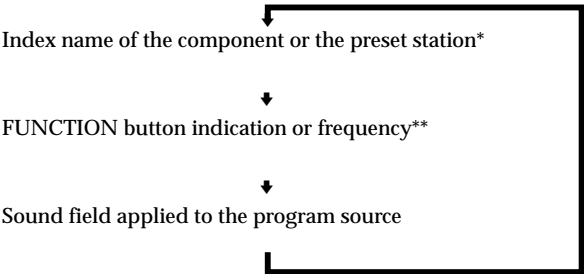 Index name of the component or the preset station*
FUNCTION button indication or frequency**
Sound field applied to the program source